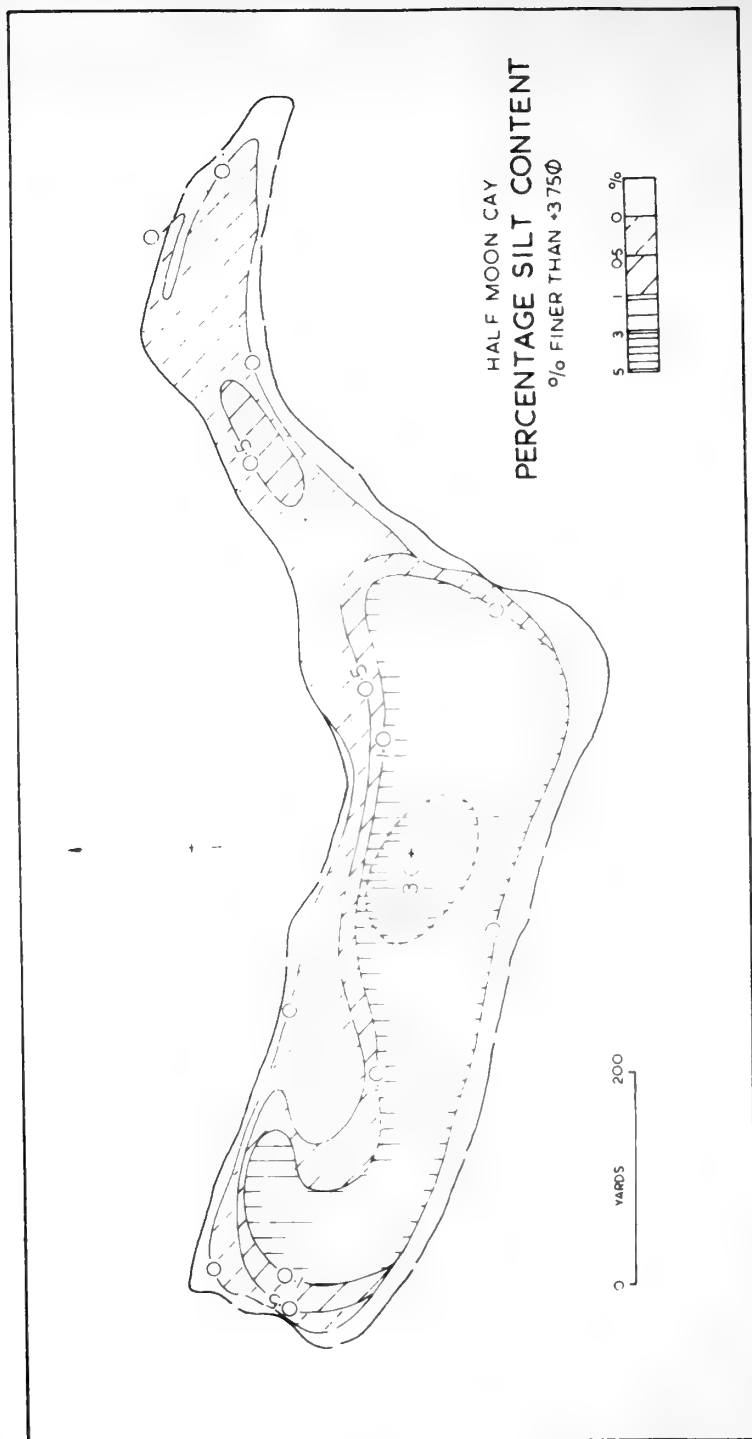 HALF MOON CAY
PERCENTAGE SILT CONTENT
% FINER THAN +3 75Ø
5 3 1 0·5 0 %
0 YARDS 200
·5
·5
1·0
3
·5